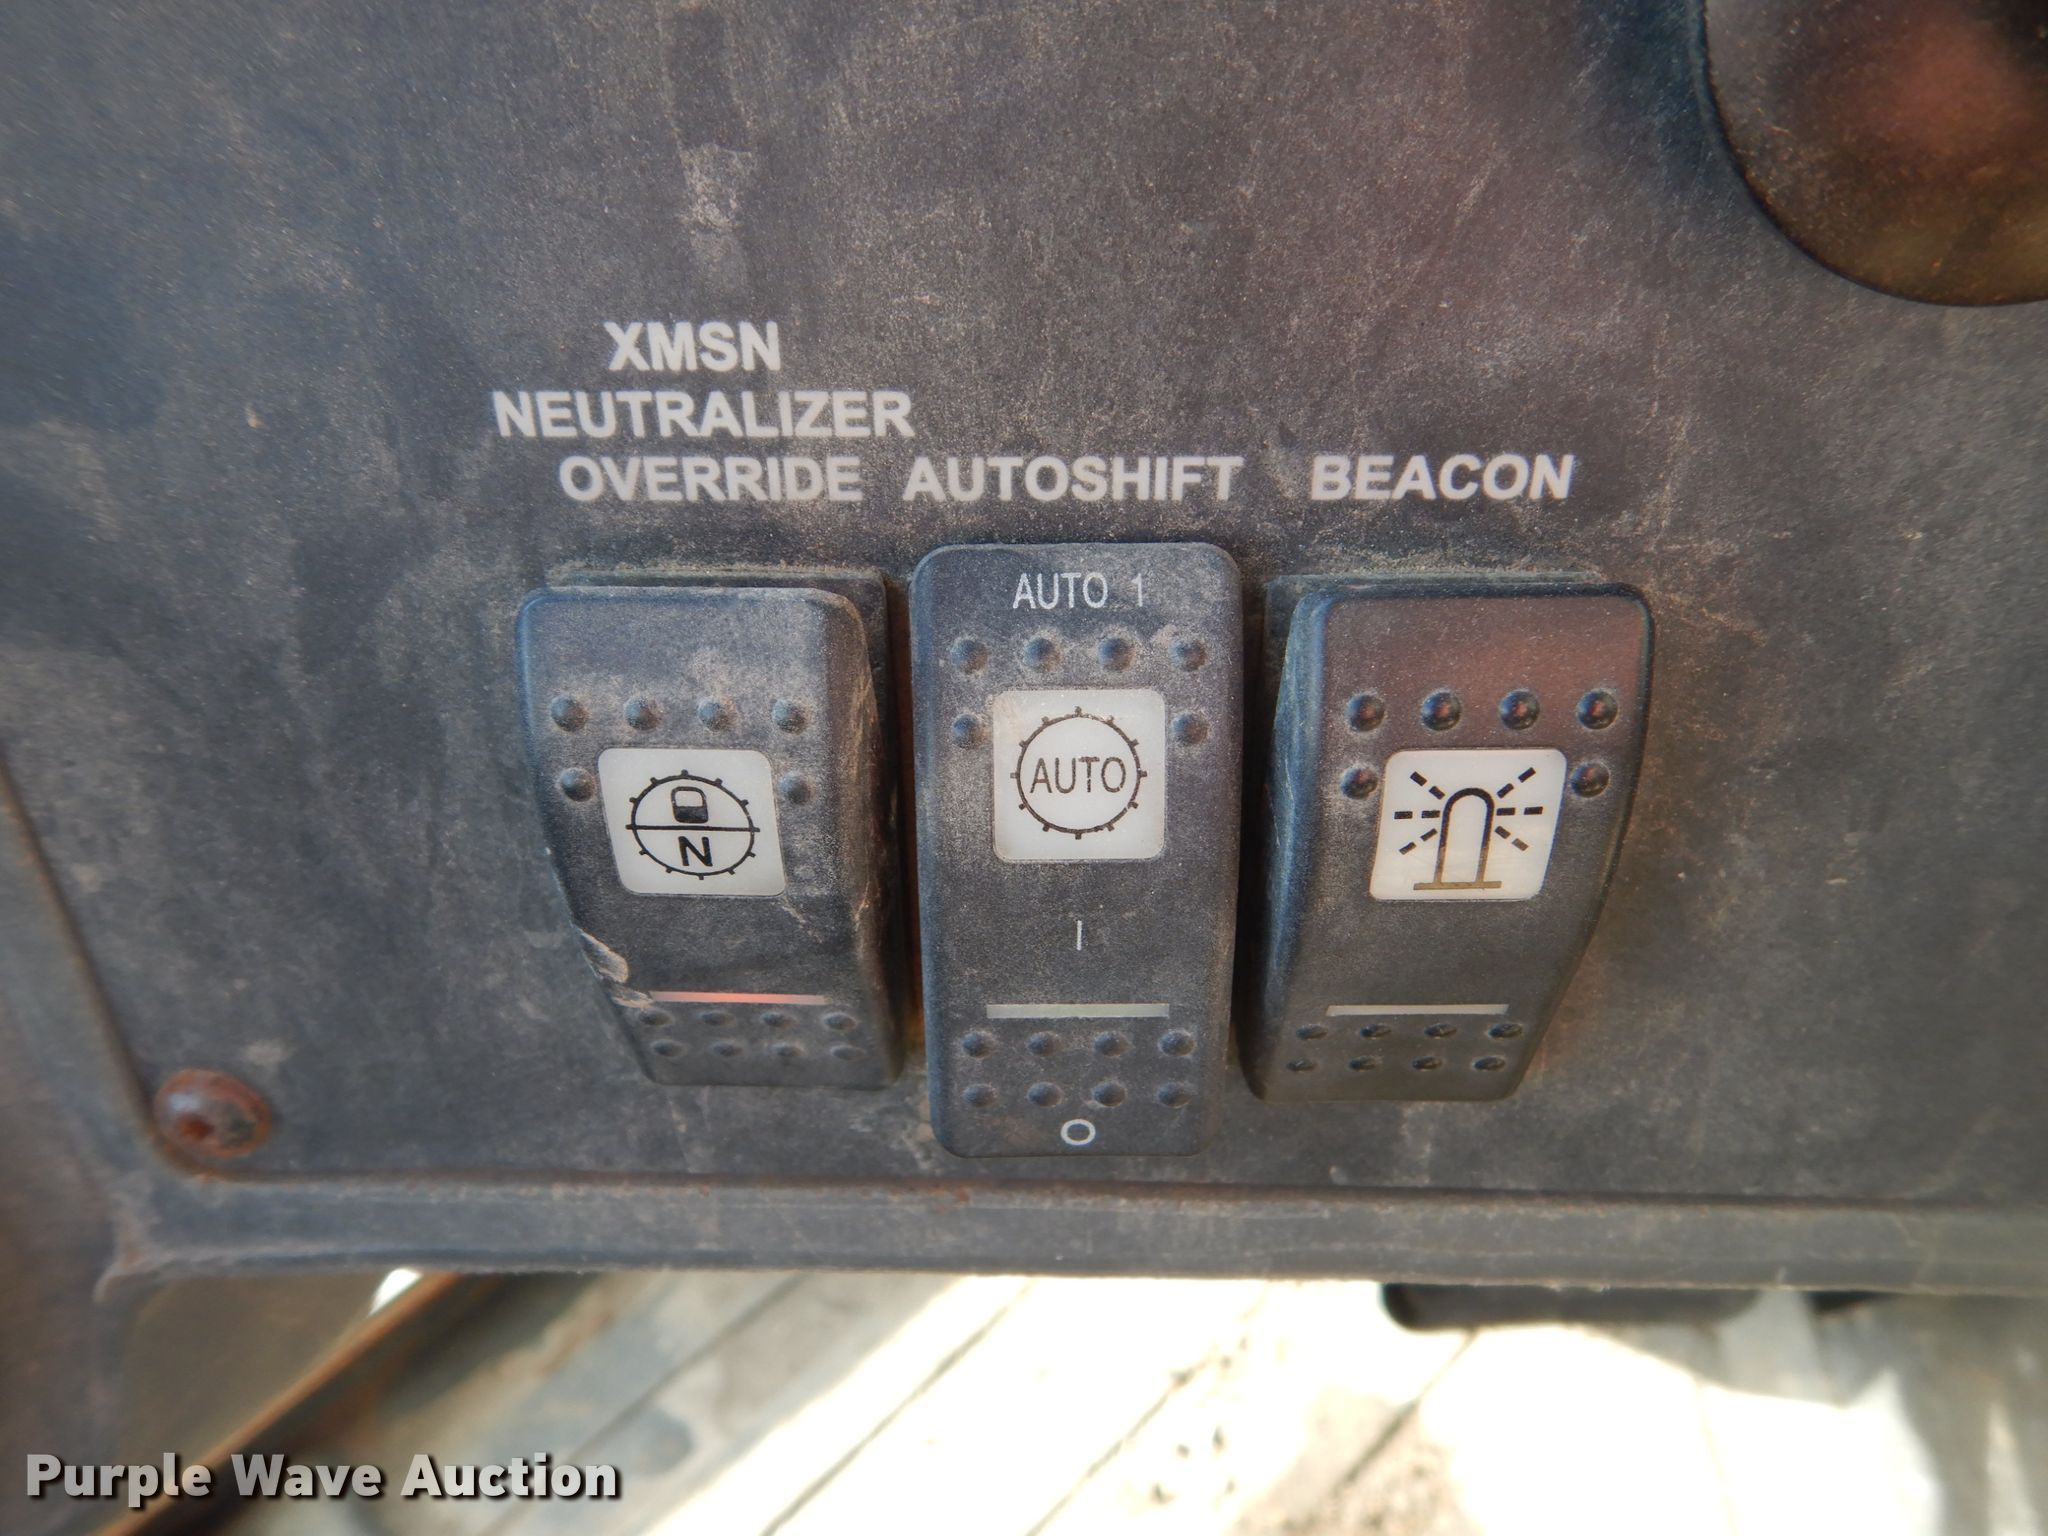 XMSN
NEUTRALIZER
OVERRIDE AUTOSHIFT BEACON
AUTO 1
AUTO
N
I
O
Purple Wave Auction